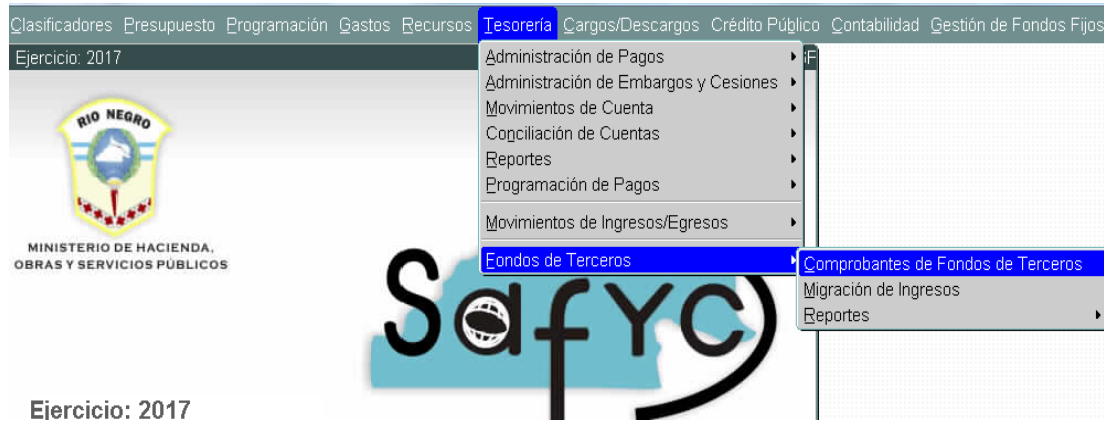 Clasificadores Presupuesto Programación Gastos Recursos Tesorería Cargos/Descargos Crédito Público Contabilidad Gestión de Fondos Fijos
Ejercicio: 2017
Administración de Pagos
Administración de Embargos y Cesiones
Movimientos de Cuenta
Conciliación de Cuentas
Reportes
Programación de Pagos
Movimientos de Ingresos/Egresos
Fondos de Terceros
Comprobantes de Fondos de Terceros
Migración de Ingresos
Reportes
RIO NEGRO
MINISTERIO DE HACIENDA,
OBRAS Y SERVICIOS PÚBLICOS
SafyC
Ejercicio: 2017